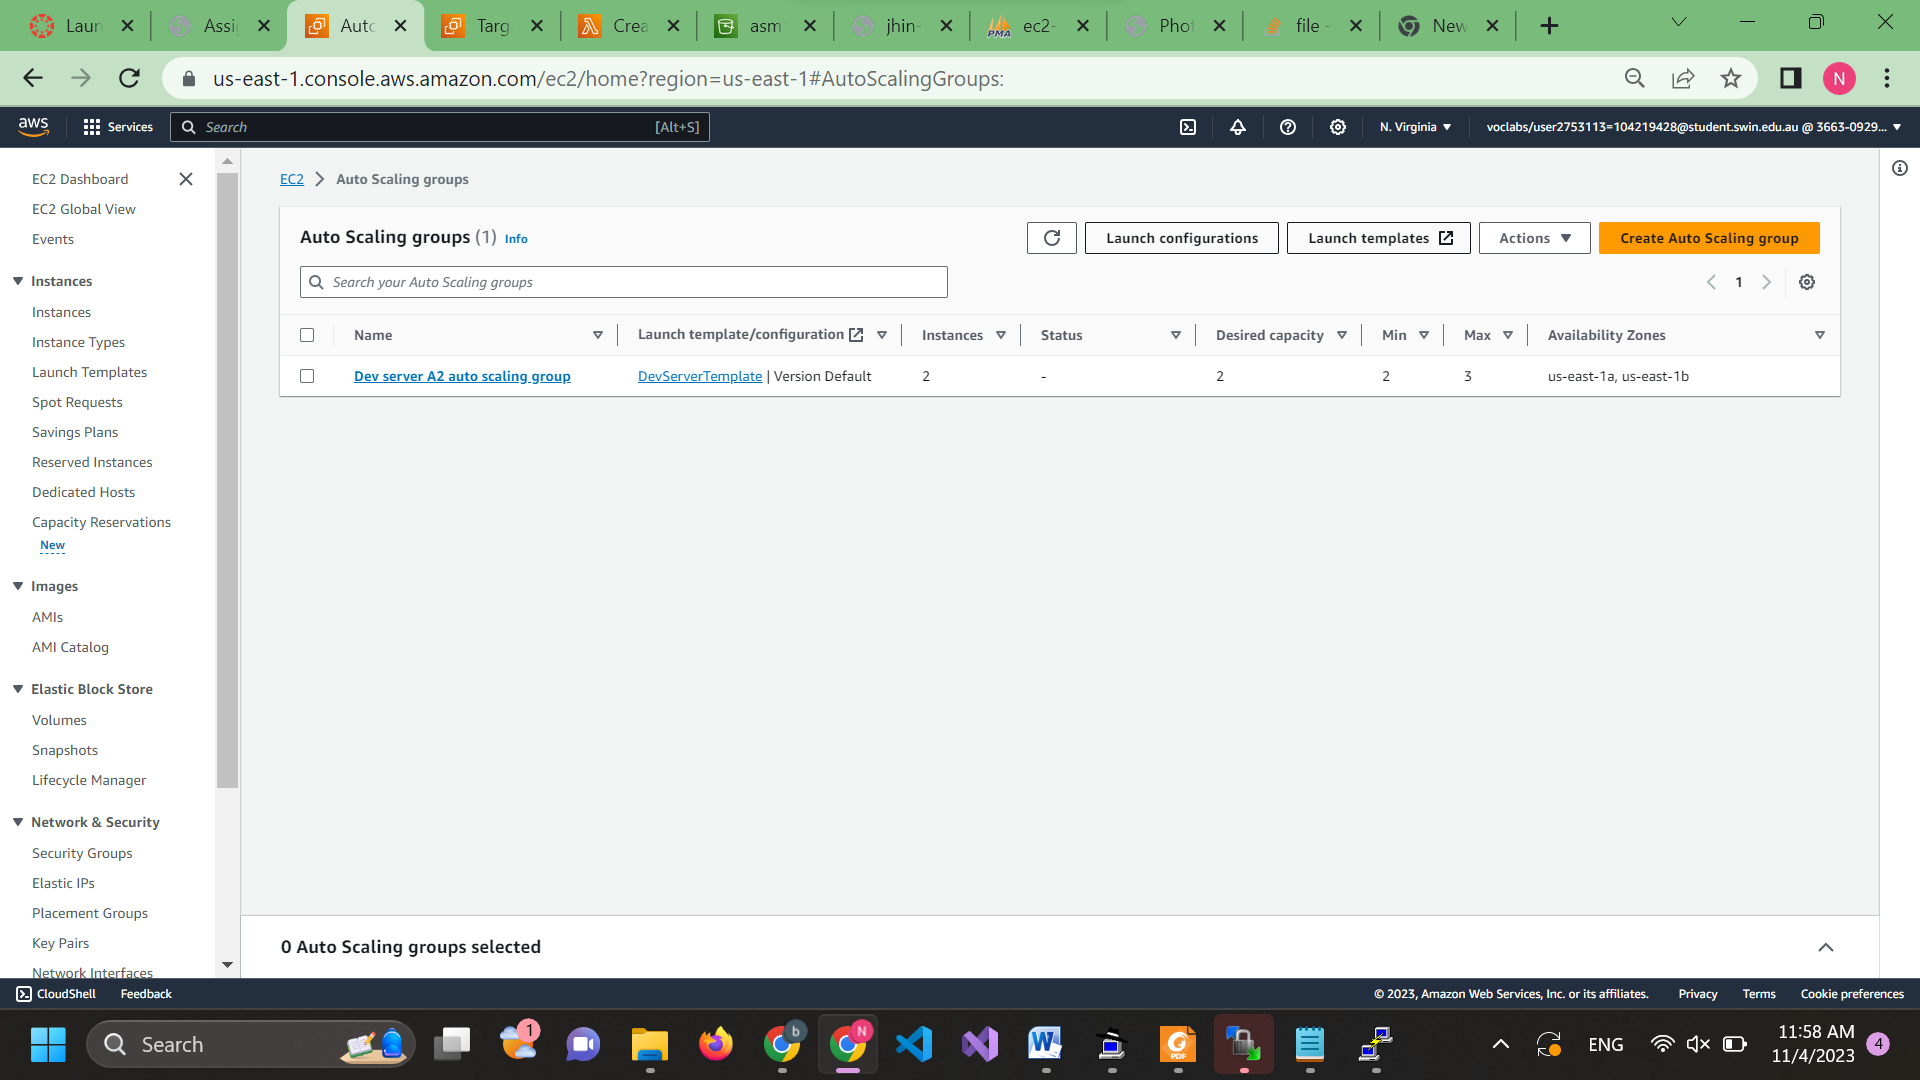 Laun
Assig
Auto
Targ
Crea
asm
jhin-
ec2-
Phot
file -
New
us-east-1.console.aws.amazon.com/ec2/home?region=us-east-1#AutoScalingGroups:
N
aws
Services
Search
[Alt+S]
N. Virginia
voclabs/user2753113=104219428@student.swin.edu.au @ 3663-0929...
EC2 Dashboard
EC2 Global View
Events
Instances
Instances
Instance Types
Launch Templates
Spot Requests
Savings Plans
Reserved Instances
Dedicated Hosts
Capacity Reservations
New
Images
AMIs
AMI Catalog
Elastic Block Store
Volumes
Snapshots
Lifecycle Manager
Network & Security
Security Groups
Elastic IPs
Placement Groups
Key Pairs
Network Interfaces
EC2 > Auto Scaling groups
Auto Scaling groups (1) Info
Launch configurations
Launch templates
Actions
Create Auto Scaling group
Search your Auto Scaling groups
1
Name Launch template/configuration Instances Status Desired capacity Min Max Availability Zones
Dev server A2 auto scaling group DevServerTemplate | Version Default 2 - 2 2 3 us-east-1a, us-east-1b
0 Auto Scaling groups selected
CloudShell
Feedback
© 2023, Amazon Web Services, Inc. or its affiliates.
Privacy
Terms
Cookie preferences
Search
1
b
N
PDF
ENG
11:58 AM
11/4/2023
4